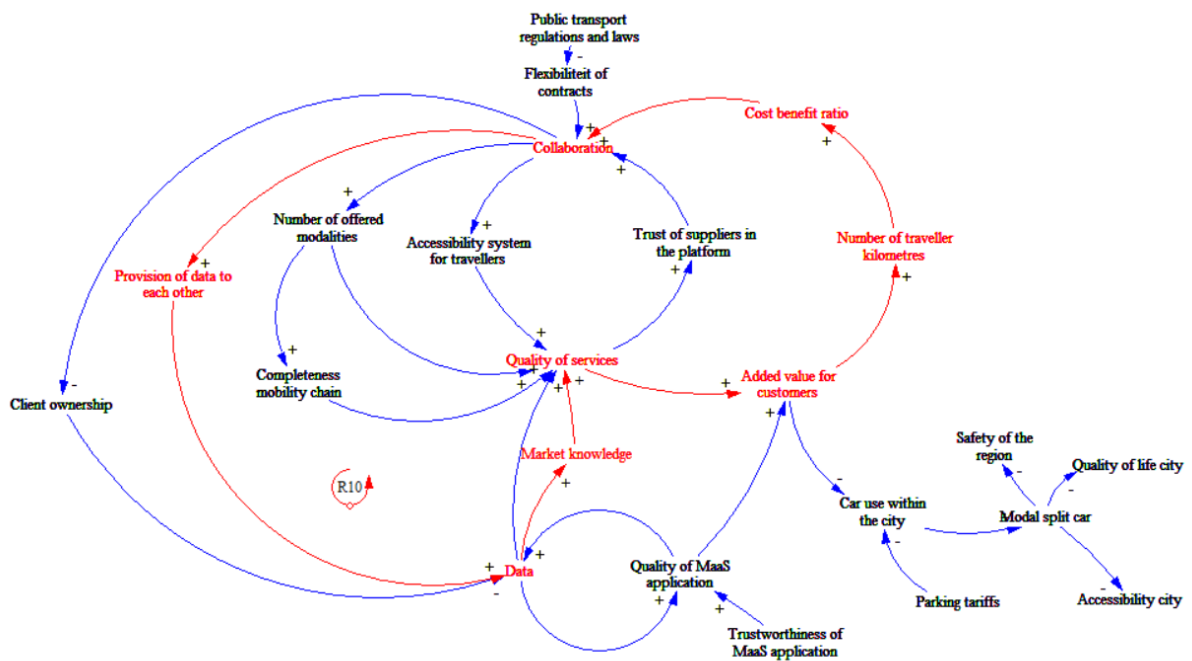 Public transport
regulations and laws
-
Flexibiliteit of
contracts
Cost benefit ratio
+
+
+
Collaboration
+
+
+
Number of offered
modalities
+
Accessibility system
for travellers
Trust of suppliers in
the platform
+
Number of traveller
kilometres
+
Provision of data to
each other
+
+
+
Quality of services
+
Completeness
mobility chain
+
+
+
+
Added value for
customers
+
+
-
Client ownership
Market knowledge
+
Safety of the
region
-
Quality of life city
-
R10
-
Car use within
the city
-
Modal split car
+
-
Data
+
Quality of MaaS
application
+
+
Parking tariffs
-
Accessibility city
Trustworthiness of
MaaS application